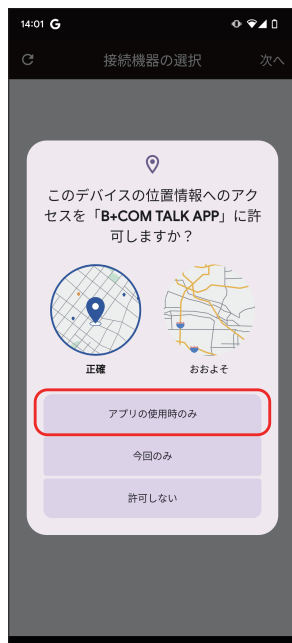 14:01 G
接続機器の選択 次へ
このデバイスの位置情報へのアク
セスを「B+COM TALK APP」に許
可しますか？
正確 おおよそ
アプリの使用時のみ
今回のみ
許可しない